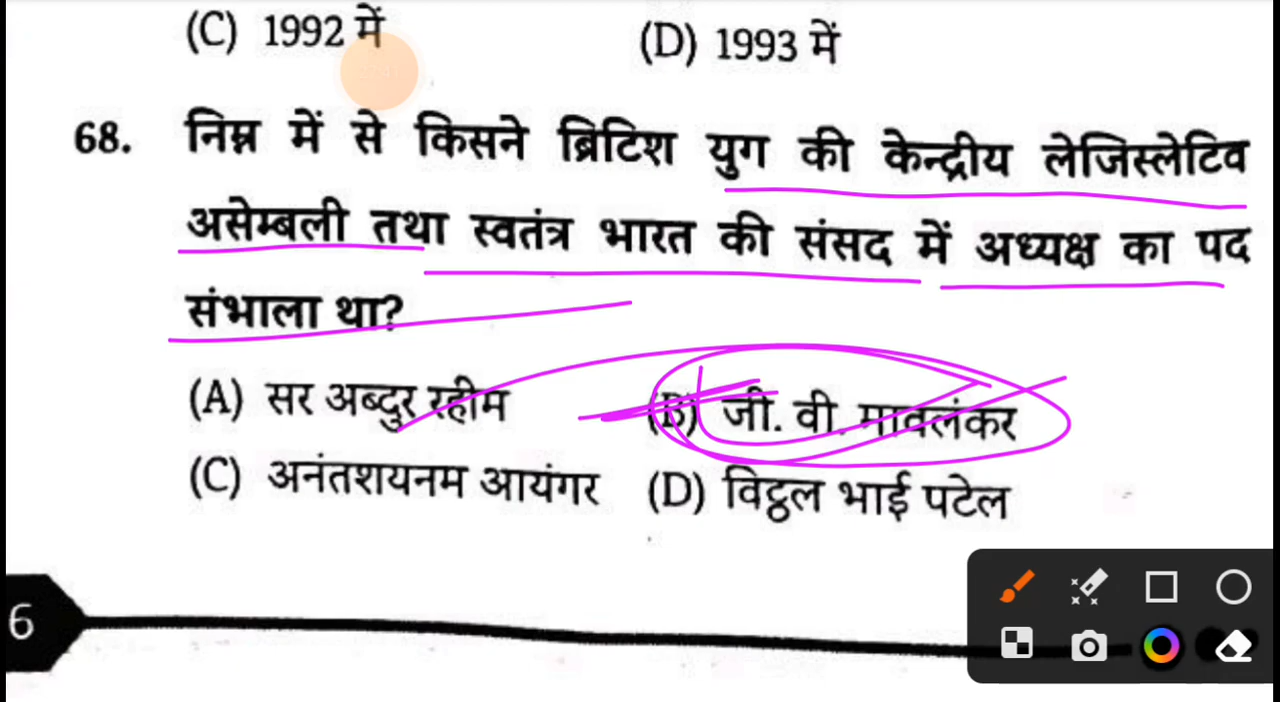 (C) 1992 में (D) 1993 में
68. निम्न में से किसने ब्रिटिश युग की केन्द्रीय लेजिस्लेटिव
असेम्बली तथा स्वतंत्र भारत की संसद में अध्यक्ष का पद
संभाला था?
(A) सर अब्दुर रहीम (B) जी. वी. मावलंकर
(C) अनंतशयनम आयंगर (D) विट्ठल भाई पटेल
6